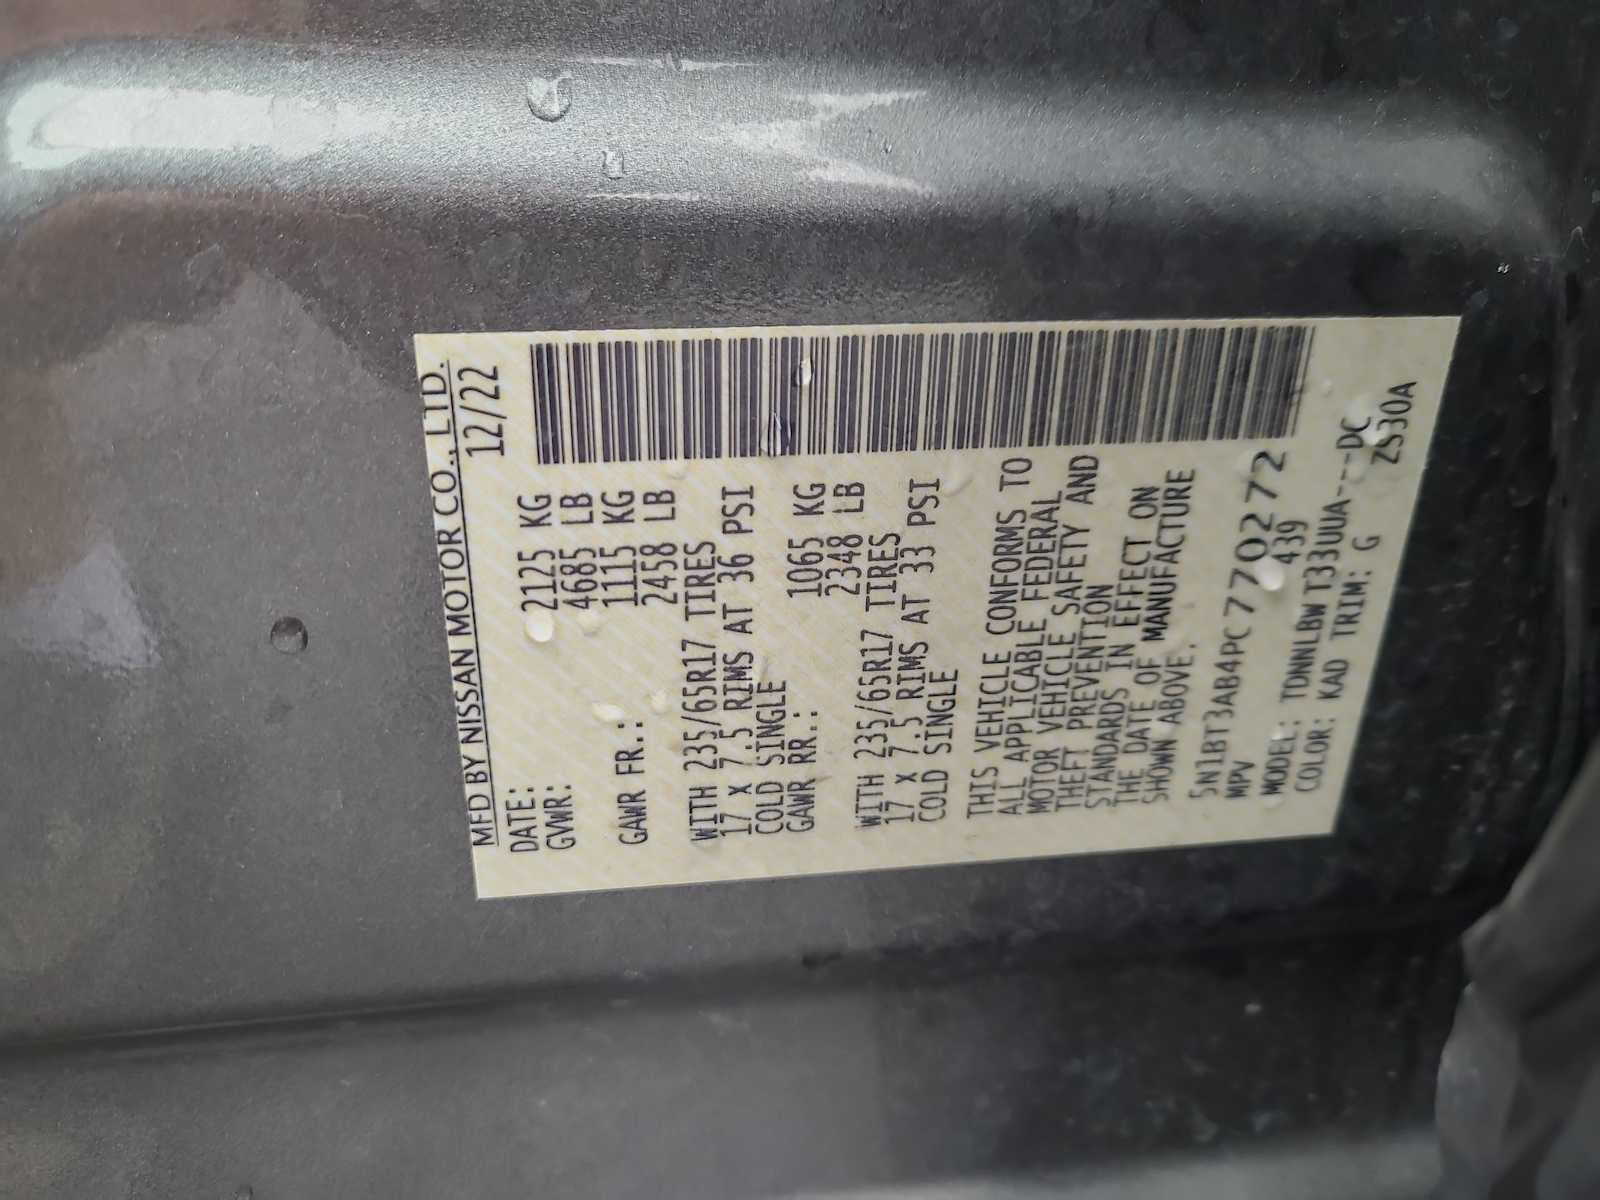 MFD BY NISSAN MOTOR CO., LTD.
DATE: 12/22
GVWR: 2125 KG
4685 LB
GAWR FR.: 1115 KG
2458 LB
WITH 235/65R17 TIRES
17 X 7.5 RIMS AT 36 PSI
COLD SINGLE
GAWR RR.: 1065 KG
2348 LB
WITH 235/65R17 TIRES
17 X 7.5 RIMS AT 33 PSI
COLD SINGLE
THIS VEHICLE CONFORMS TO
ALL APPLICABLE FEDERAL
MOTOR VEHICLE SAFETY AND
THEFT PREVENTION
STANDARDS IN EFFECT ON
THE DATE OF MANUFACTURE
SHOWN ABOVE.
5N1BT3AB4PC770272
MPV 439
MODEL: TDNNLBWT33UUA---DC
COLOR: KAD TRIM: G ZS30A